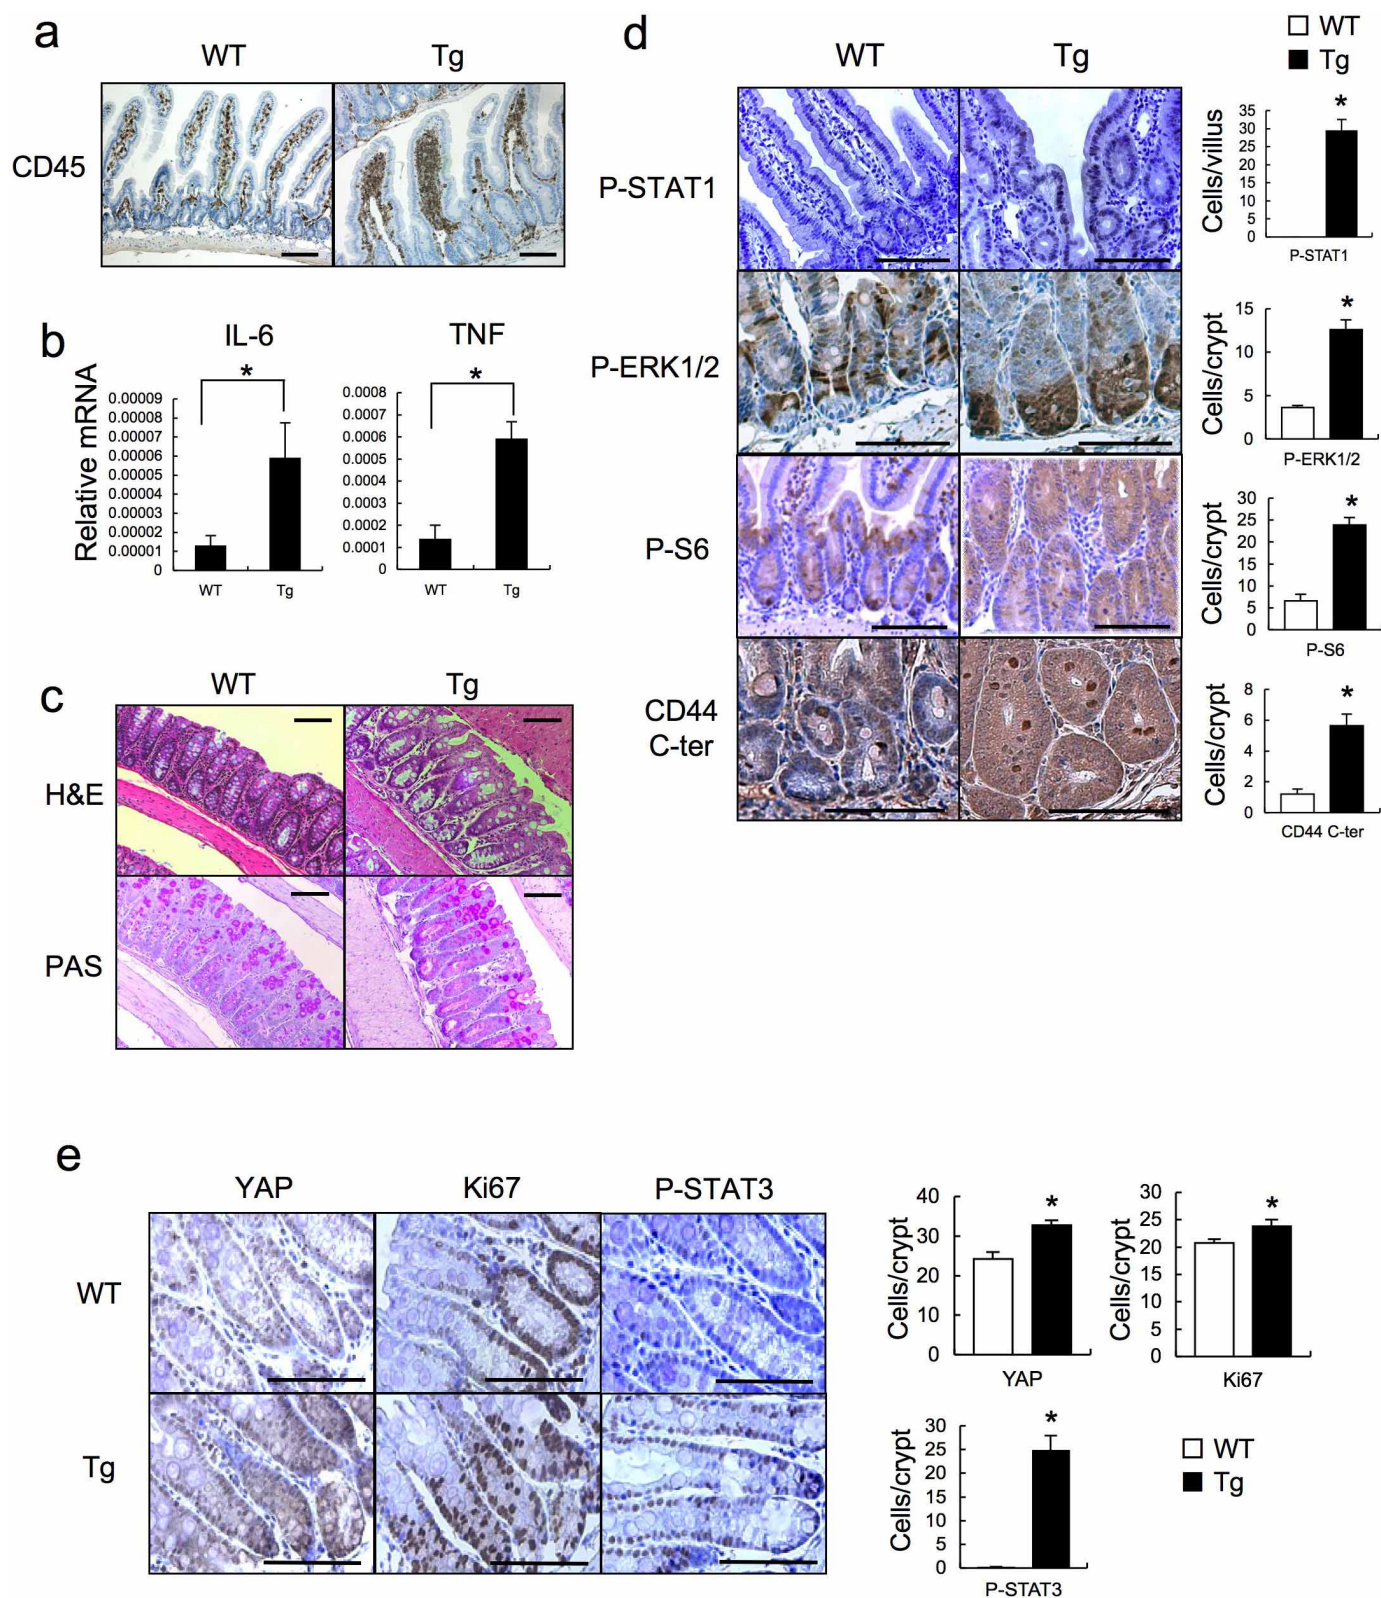 a
WT Tg
CD45
b
IL-6 TNF
Relative mRNA
*
0.00009
0.00008
0.00007
0.00006
0.00005
0.00004
0.00003
0.00002
0.00001
0
WT Tg
*
0.0008
0.0007
0.0006
0.0005
0.0004
0.0003
0.0002
0.0001
0
WT Tg
c
WT Tg
H&E
PAS
d
WT Tg
WT
Tg
P-STAT1
Cells/villus
35
30
25
20
15
10
5
0
*
P-STAT1
P-ERK1/2
Cells/crypt
15
10
5
0
*
P-ERK1/2
P-S6
Cells/crypt
30
25
20
15
10
5
0
*
P-S6
CD44
C-ter
Cells/crypt
8
6
4
2
0
*
CD44 C-ter
e
YAP Ki67 P-STAT3
WT
Tg
Cells/crypt
40
30
20
10
0
*
YAP
Cells/crypt
30
25
20
15
10
5
0
*
Ki67
Cells/crypt
30
25
20
15
10
5
0
*
P-STAT3
WT
Tg